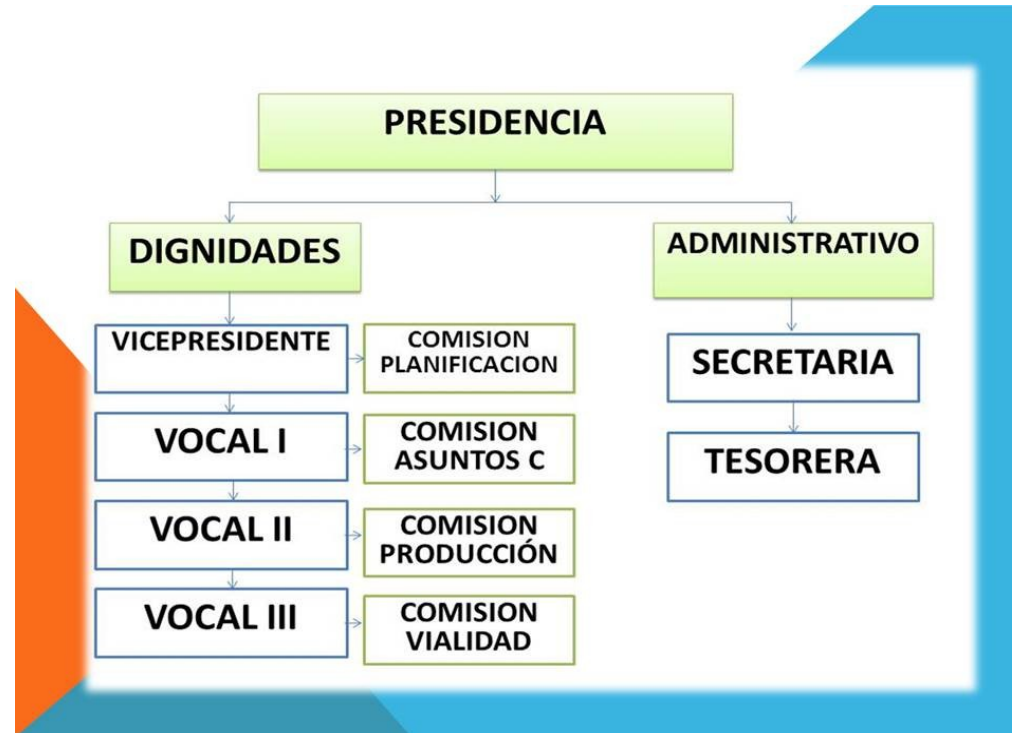 PRESIDENCIA
DIGNIDADES
ADMINISTRATIVO
VICEPRESIDENTE
COMISION
PLANIFICACION
SECRETARIA
VOCAL I
COMISION
ASUNTOS C
TESORERA
VOCAL II
COMISION
PRODUCCIÓN
VOCAL III
COMISION
VIALIDAD